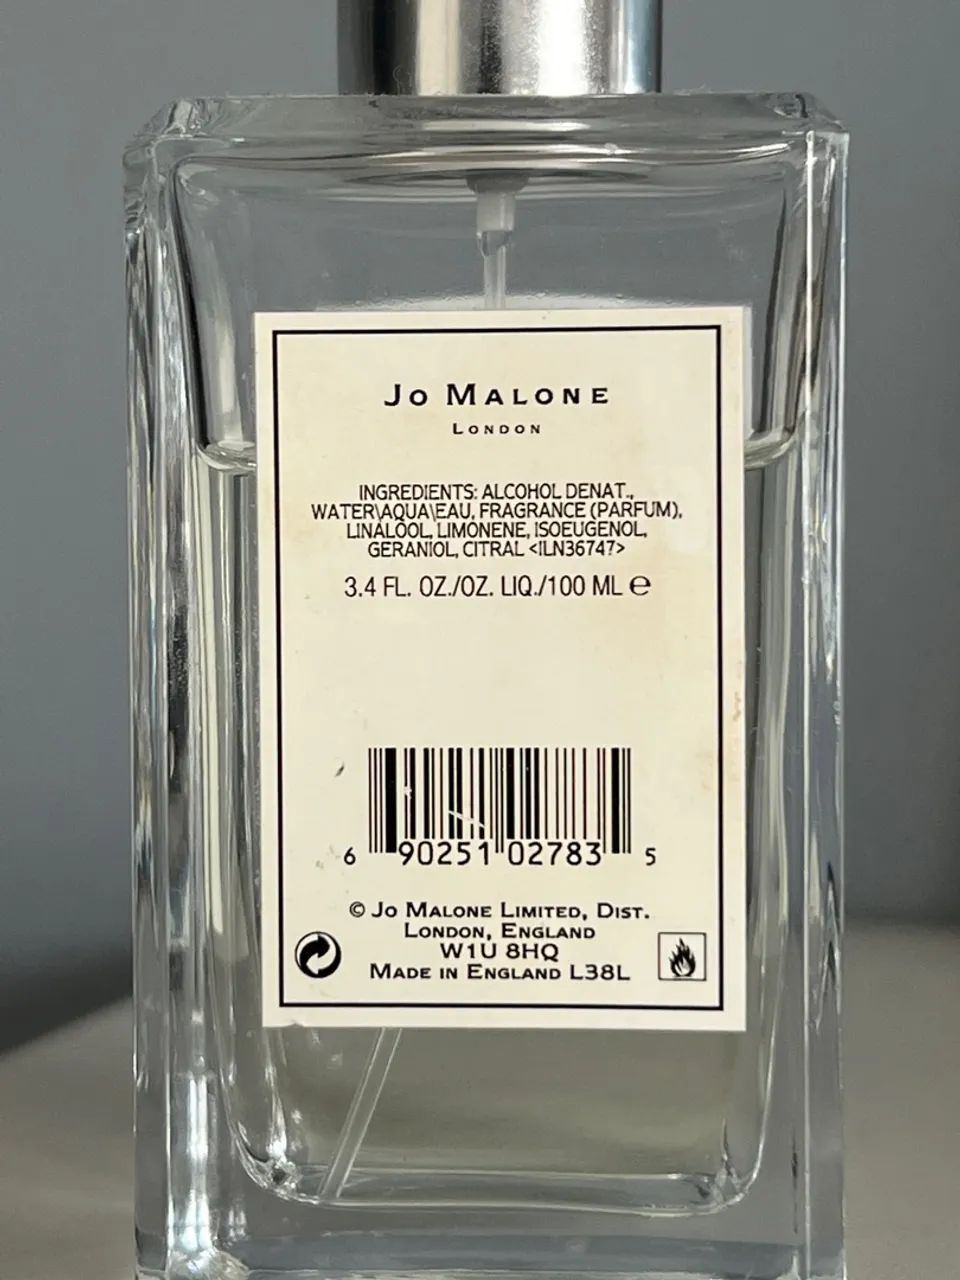 Jo Malone
London
INGREDIENTS: ALCOHOL DENAT.,
WATER\AQUA\EAU, FRAGRANCE (PARFUM),
LINALOOL, LIMONENE, ISOEUGENOL,
GERANIOL, CITRAL <ILN36747>
3.4 FL. OZ./OZ. LIQ./100 ML ℮
6 90251 02783 5
© Jo Malone Limited, Dist.
London, England
W1U 8HQ
Made in England L38L